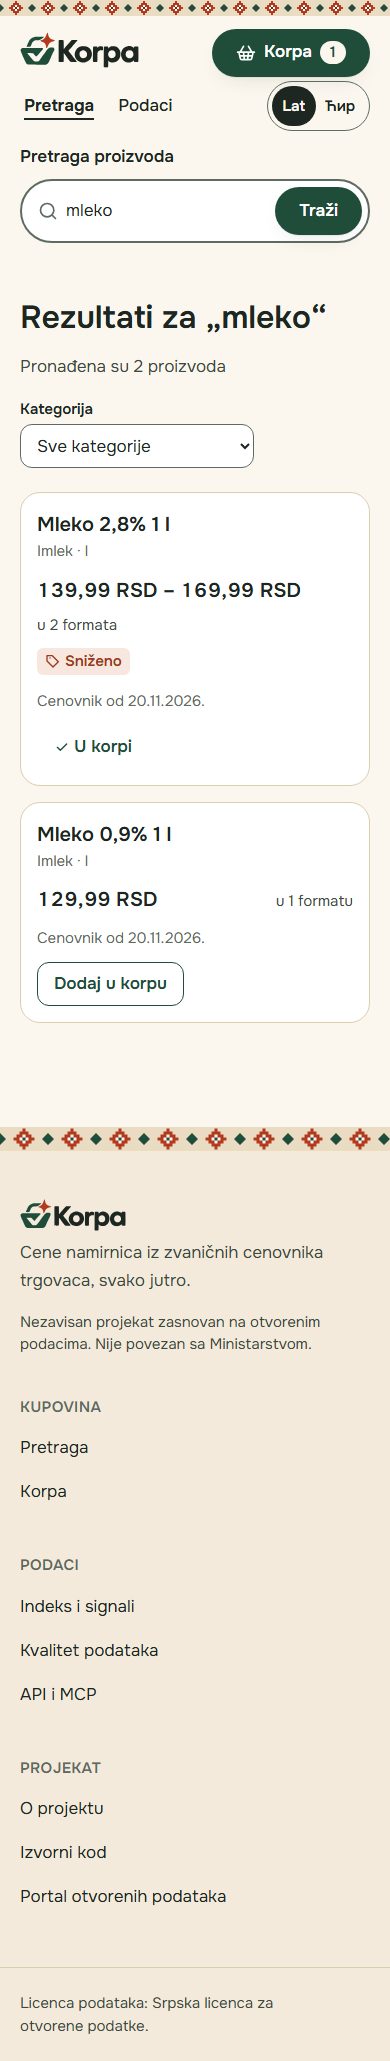 Korpa
Korpa 1
Pretraga Podaci
Lat Ћир
Pretraga proizvoda
mleko
Traži
Rezultati za „mleko“
Pronađena su 2 proizvoda
Kategorija
Sve kategorije
Mleko 2,8% 1 l
Imlek · l
139,99 RSD – 169,99 RSD
u 2 formata
Sniženo
Cenovnik od 20.11.2026.
U korpi
Mleko 0,9% 1 l
Imlek · l
129,99 RSD u 1 formatu
Cenovnik od 20.11.2026.
Dodaj u korpu
Korpa
Cene namirnica iz zvaničnih cenovnika
trgovaca, svako jutro.
Nezavisan projekat zasnovan na otvorenim
podacima. Nije povezan sa Ministarstvom.
KUPOVINA
Pretraga
Korpa
PODACI
Indeks i signali
Kvalitet podataka
API i MCP
PROJEKAT
O projektu
Izvorni kod
Portal otvorenih podataka
Licenca podataka: Srpska licenca za
otvorene podatke.